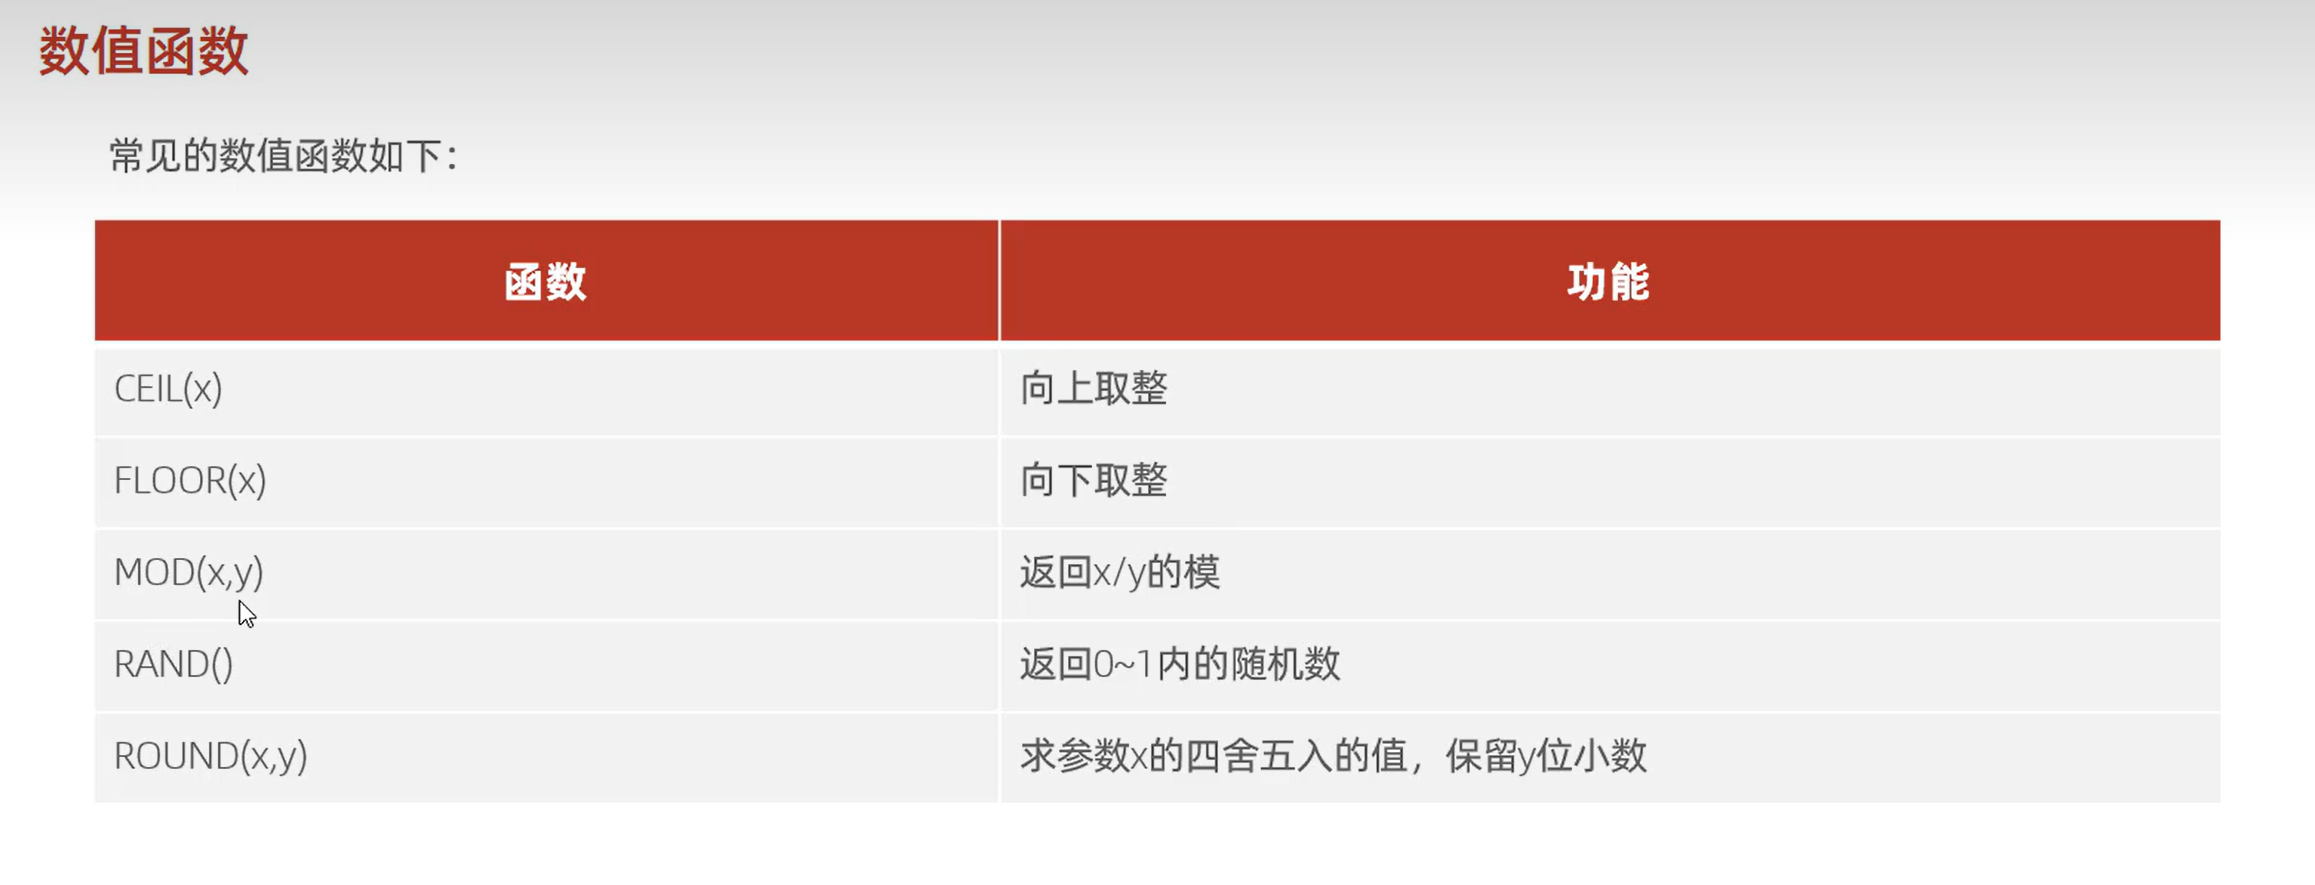 数值函数
常见的数值函数如下：
函数 功能
CEIL(x) 向上取整
FLOOR(x) 向下取整
MOD(x,y) 返回x/y的模
RAND() 返回0~1内的随机数
ROUND(x,y) 求参数x的四舍五入的值，保留y位小数